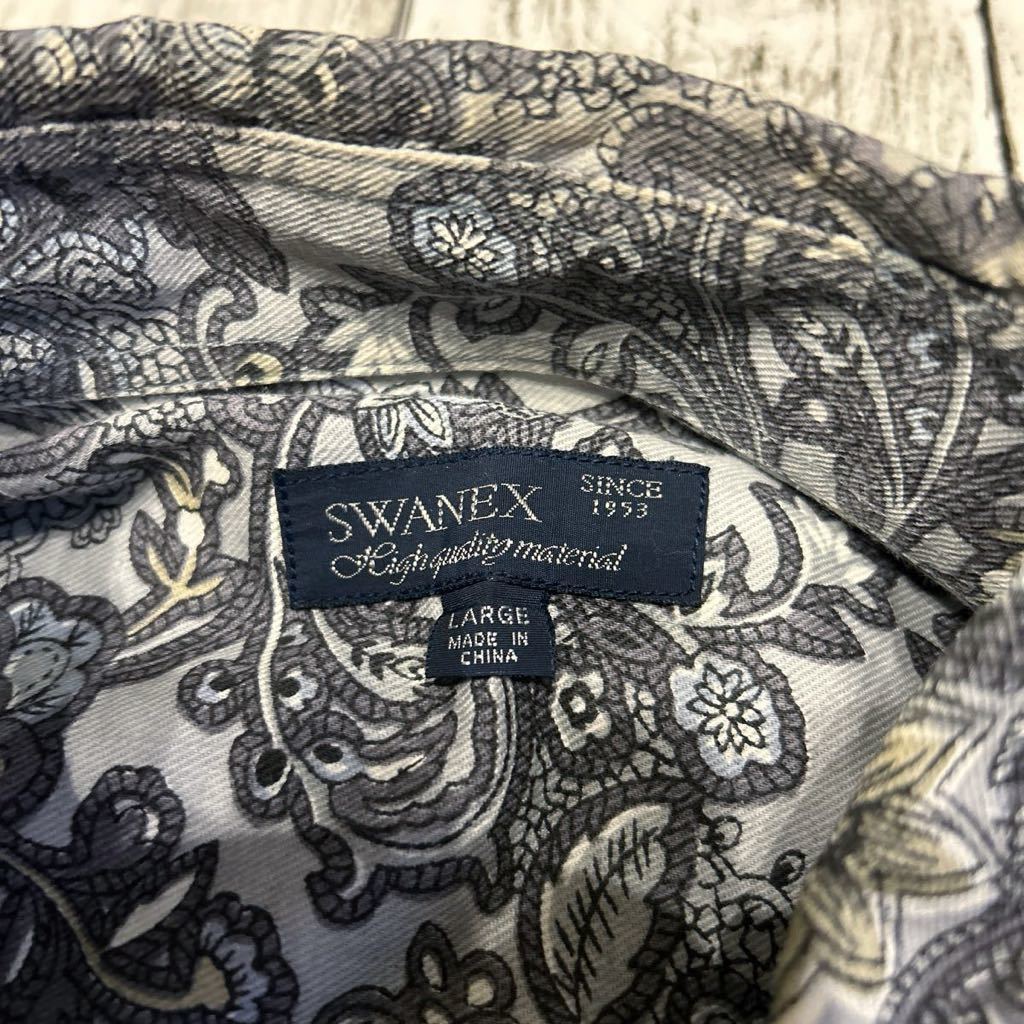 SWANEX
SINCE
1953
High quality material
LARGE
MADE IN
CHINA